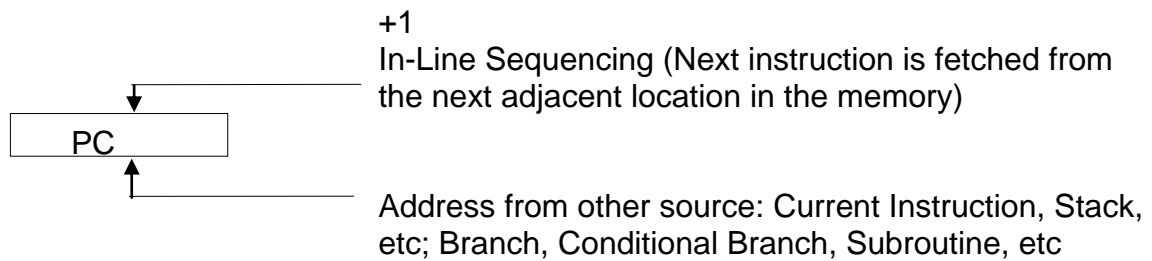 +1
In-Line Sequencing (Next instruction is fetched from
the next adjacent location in the memory)
PC
Address from other source: Current Instruction, Stack,
etc; Branch, Conditional Branch, Subroutine, etc